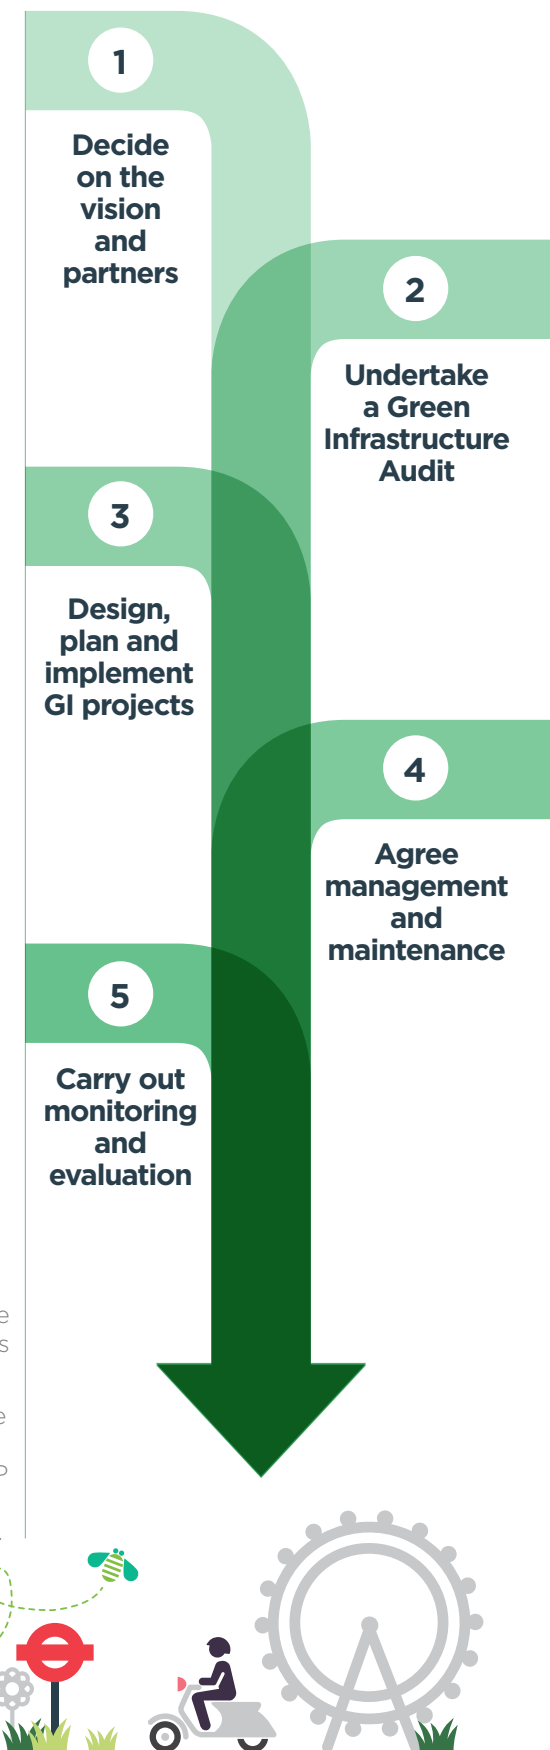 1
Decide
on the
vision
and
partners
2
Undertake
a Green
Infrastructure
Audit
3
Design,
plan and
implement
GI projects
4
Agree
management
and
maintenance
5
Carry out
monitoring
and
evaluation